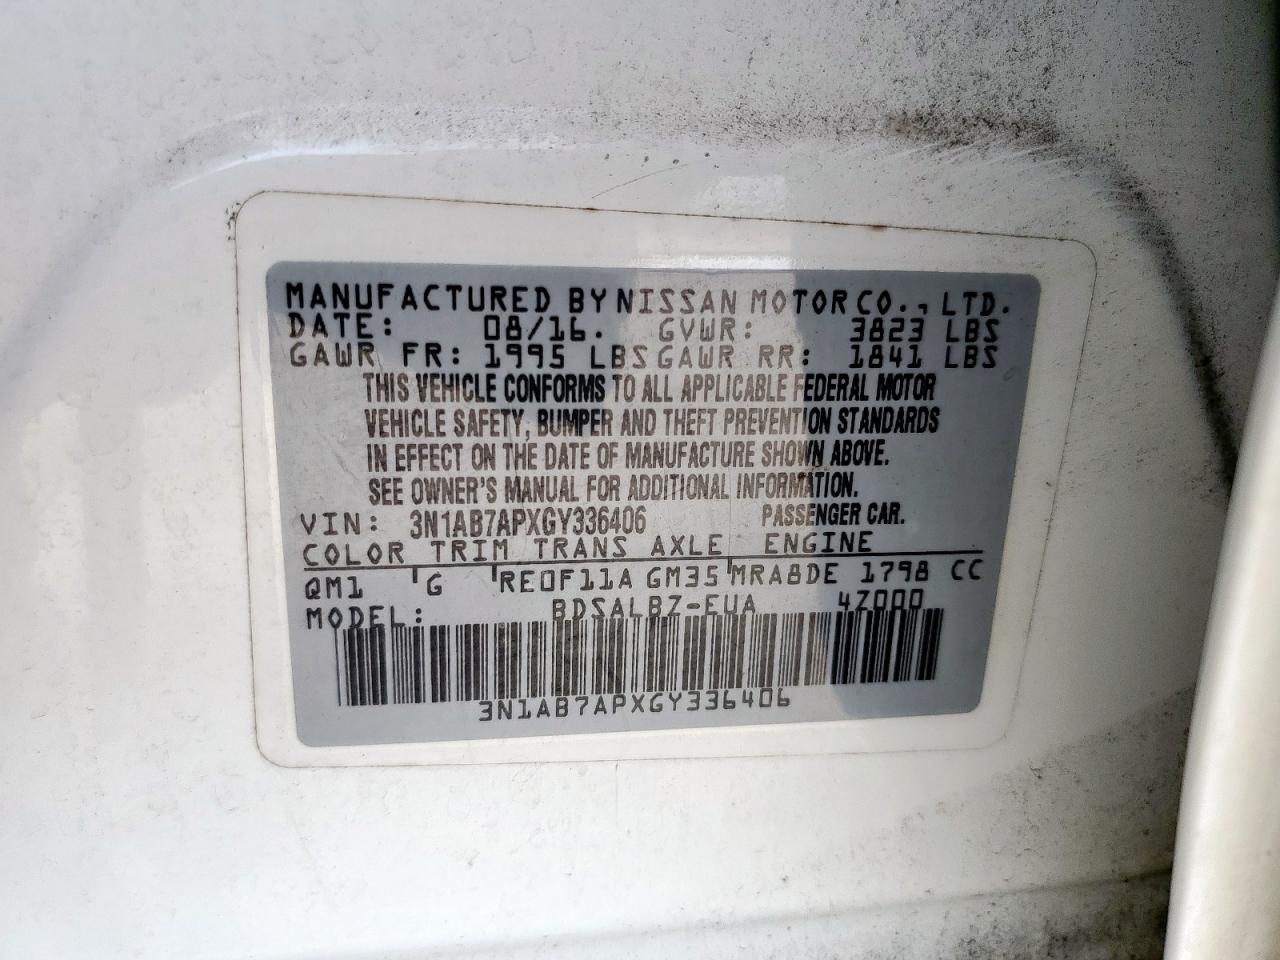 MANUFACTURED BY NISSAN MOTOR CO., LTD.
DATE: 08/16. GVWR: 3823 LBS
GAWR FR: 1995 LBS GAWR RR: 1841 LBS
THIS VEHICLE CONFORMS TO ALL APPLICABLE FEDERAL MOTOR
VEHICLE SAFETY, BUMPER AND THEFT PREVENTION STANDARDS
IN EFFECT ON THE DATE OF MANUFACTURE SHOWN ABOVE.
SEE OWNER'S MANUAL FOR ADDITIONAL INFORMATION.
VIN: 3N1AB7APXGY336406 PASSENGER CAR.
COLOR TRIM TRANS AXLE ENGINE
QM1 G RE0F11A GM35 MRA8DE 1798 CC
MODEL: BDSALBZ-EUA 4Z000
3N1AB7APXGY336406